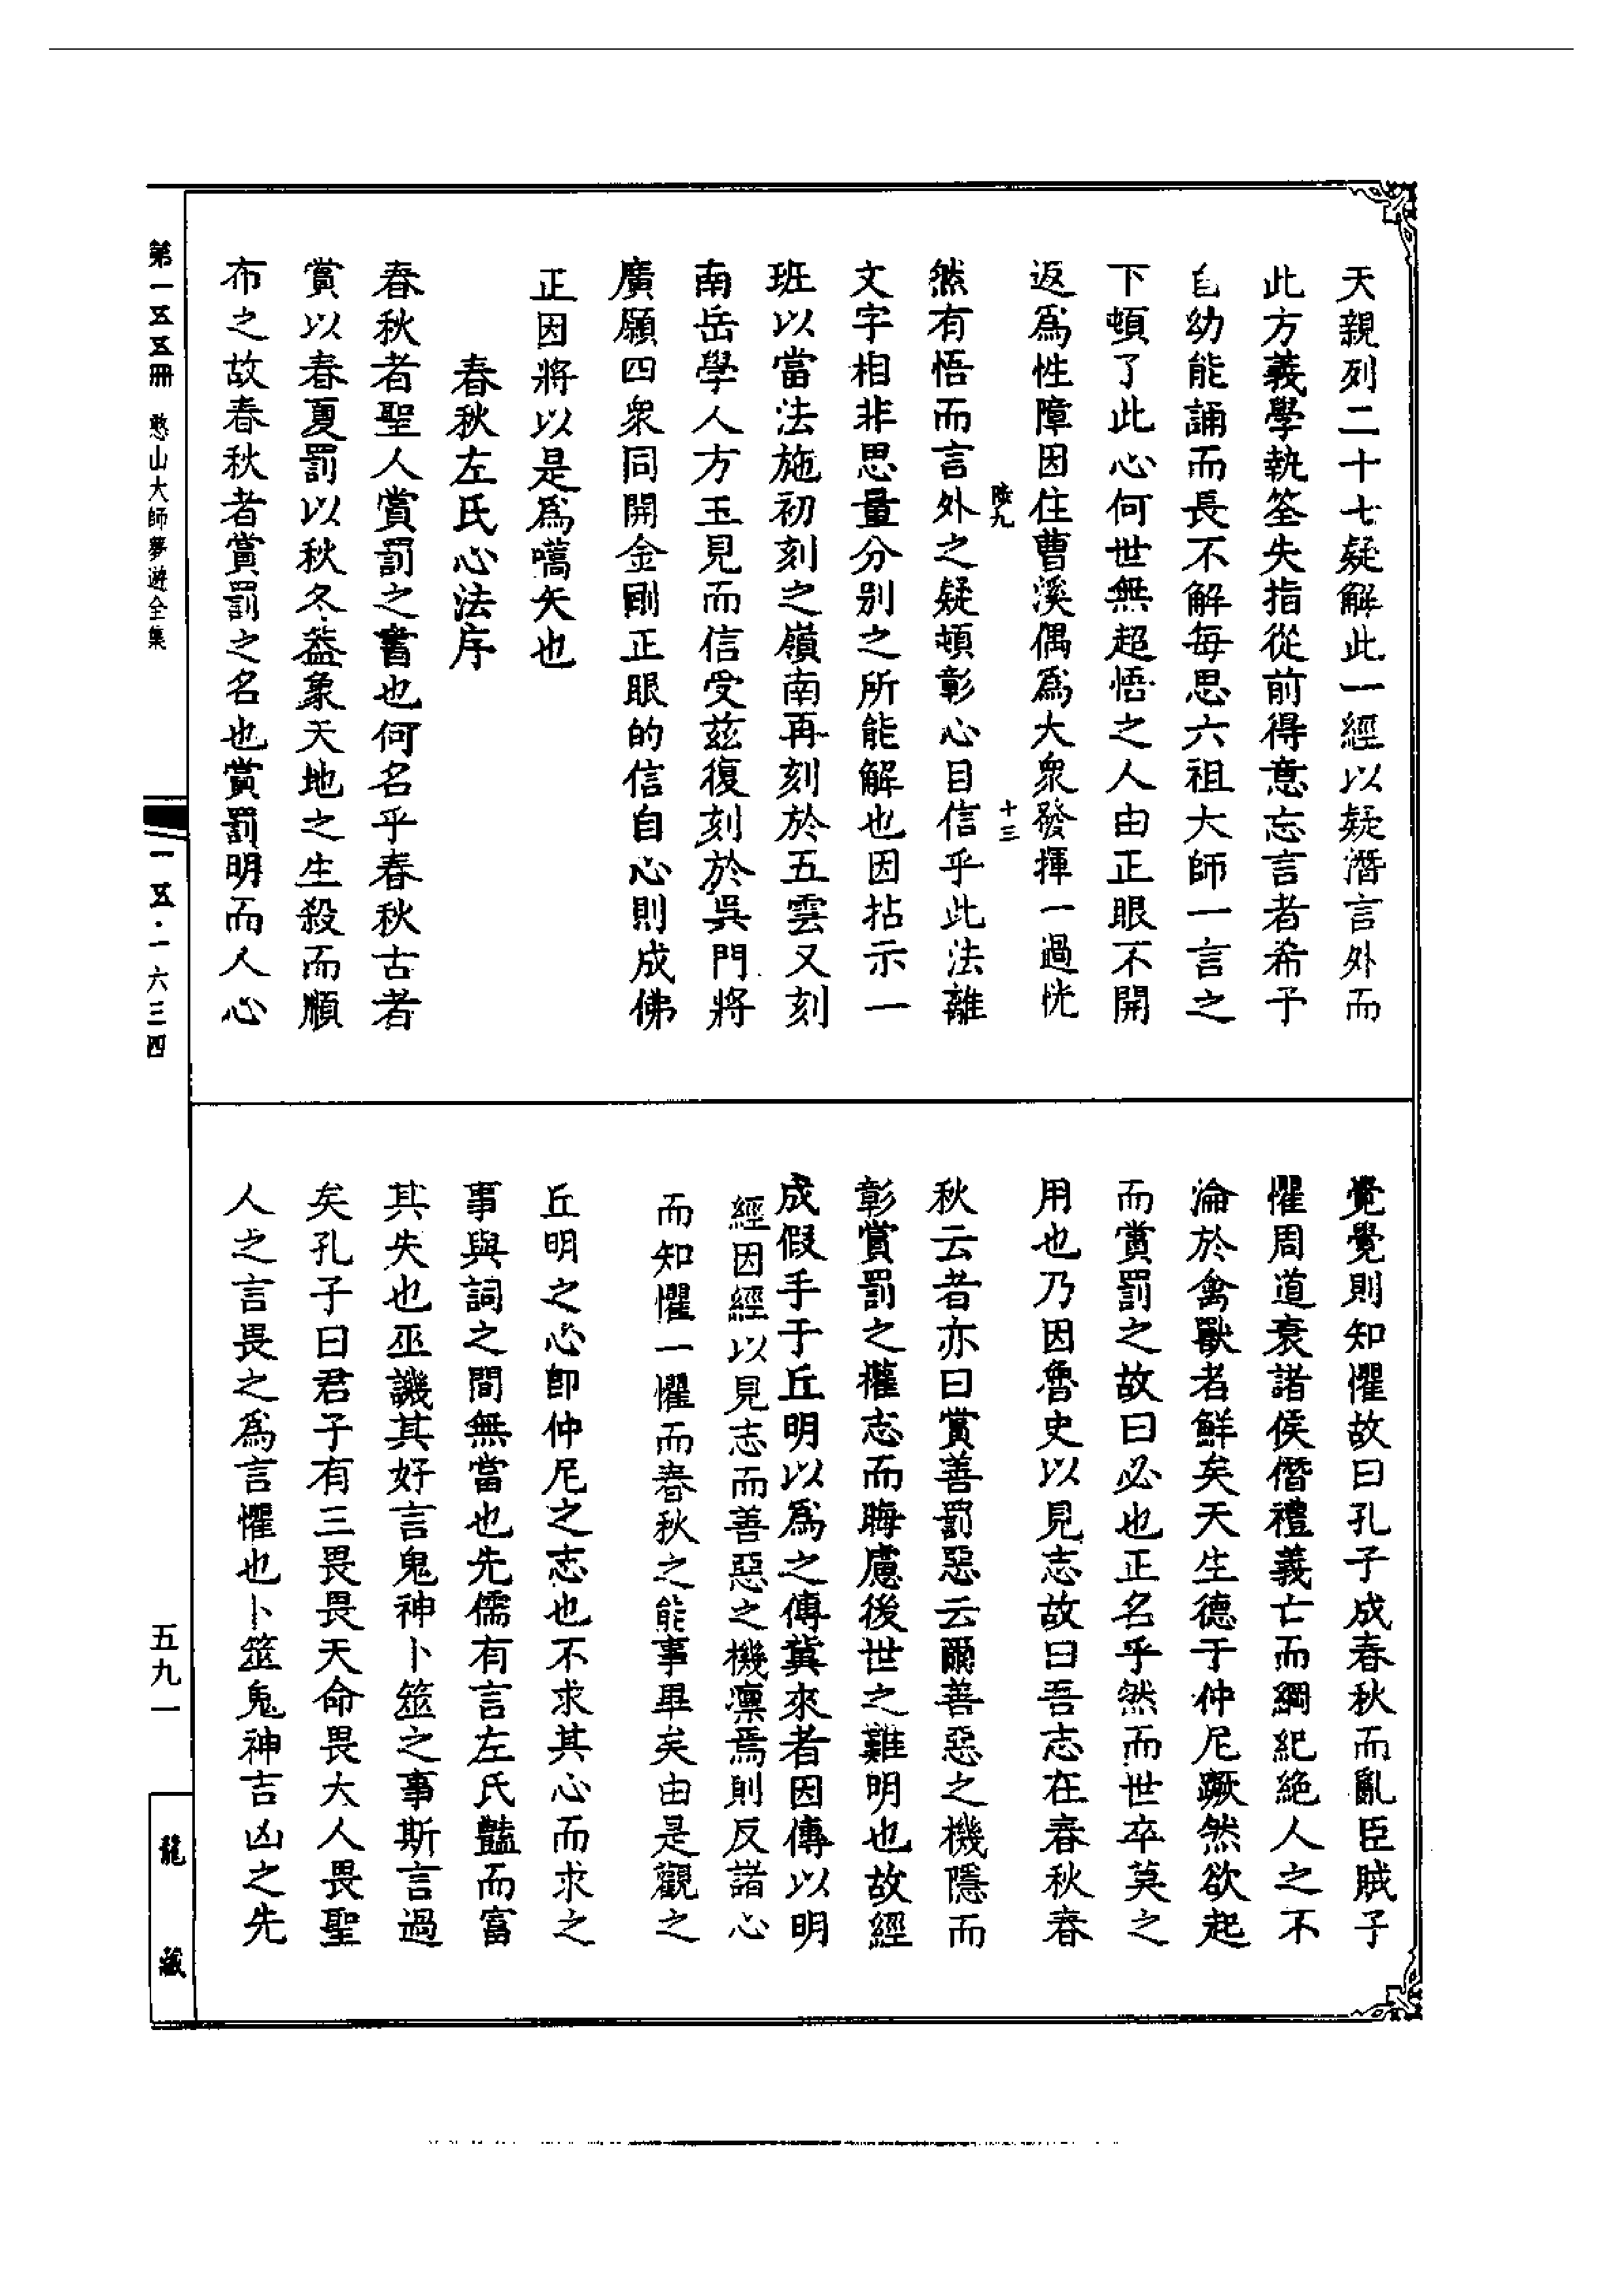 天親列二十七疑解此一經以疑潛言外而
此方義學執筌失指從前得意忘言者希予
自幼能誦而長不解每思六祖大師一言之
下頓了此心何世無超悟之人由正眼不開
返爲性障因住曹溪偶爲大衆發揮一過恍
十三
然有悟而言外之疑頓彰心目信乎此法離
文字相非思量分别之所能解也因拈示一
班以當法施初刻之嶺南再刻於五雲又刻
南岳學人方玉見而信受茲復刻於吳門將
廣願四衆同開金剛正眼的信自心則成佛
正因將以是爲嚆矢也
春秋左氏心法序
春秋者聖人賞罰之書也何名乎春秋古者
賞以春夏罰以秋冬葢象天地之生殺而順
布之故春秋者賞罰之名也賞罰明而人心
覺覺則知懼故曰孔子成春秋而亂臣賊子
懼周道衰諸侯僭禮義亡而綱紀絶人之不
淪於禽獸者鮮矣天生德于仲尼蹶然欲起
而賞罰之故曰必也正名乎然而世卒莫之
用也乃因魯史以見志故曰吾志在春秋春
秋云者亦曰賞善罰惡云爾善惡之機隱而
彰賞罰之權志而晦慮後世之難明也故經
成假手于丘明以爲之傳冀來者因傳以明
經因經以見志而善惡之機凛焉則反諸心
而知懼一懼而春秋之能事畢矣由是觀之
丘明之心卽仲尼之志也不求其心而求之
事與詞之間無當也先儒有言左氏豔而富
其失也巫譏其好言鬼神卜筮之事斯言過
矣孔子曰君子有三畏畏天命畏大人畏聖
人之言畏之爲言懼也卜筮鬼神吉凶之先
第一五五冊 憨山大師夢遊全集
一五·一六三四
五九一
龍藏